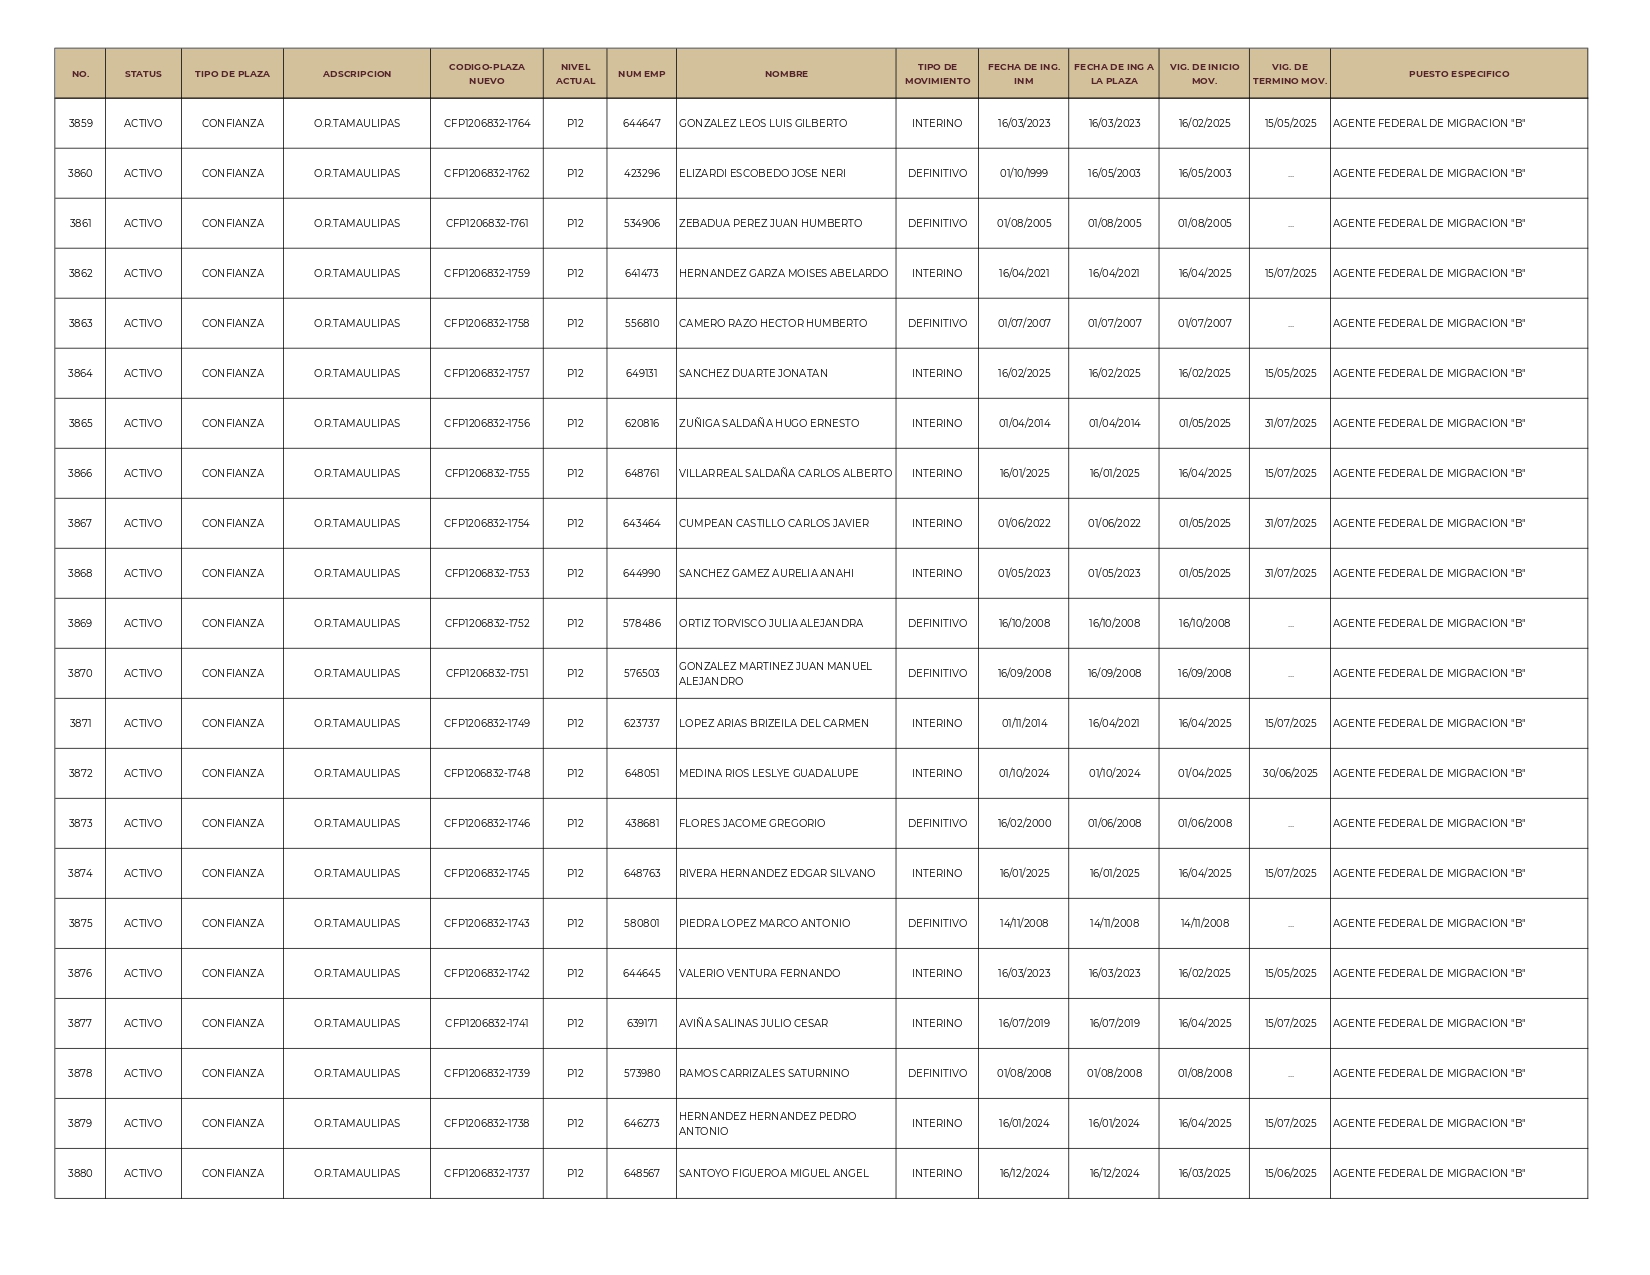 NO. STATUS TIPO DE PLAZA ADSCRIPCION CODIGO-PLAZA NUEVO NIVEL ACTUAL NUM EMP NOMBRE TIPO DE MOVIMIENTO FECHA DE ING. INM FECHA DE ING A LA PLAZA VIG. DE INICIO MOV. VIG. DE TERMINO MOV. PUESTO ESPECIFICO
3859 ACTIVO CONFIANZA O.R.TAMAULIPAS CFP1206832-1764 P12 644647 GONZALEZ LEOS LUIS GILBERTO INTERINO 16/03/2023 16/03/2023 16/02/2025 15/05/2025 AGENTE FEDERAL DE MIGRACION "B"
3860 ACTIVO CONFIANZA O.R.TAMAULIPAS CFP1206832-1762 P12 423296 ELIZARDI ESCOBEDO JOSE NERI DEFINITIVO 01/10/1999 16/05/2003 16/05/2003 ... AGENTE FEDERAL DE MIGRACION "B"
3861 ACTIVO CONFIANZA O.R.TAMAULIPAS CFP1206832-1761 P12 534906 ZEBADUA PEREZ JUAN HUMBERTO DEFINITIVO 01/08/2005 01/08/2005 01/08/2005 ... AGENTE FEDERAL DE MIGRACION "B"
3862 ACTIVO CONFIANZA O.R.TAMAULIPAS CFP1206832-1759 P12 641473 HERNANDEZ GARZA MOISES ABELARDO INTERINO 16/04/2021 16/04/2021 16/04/2025 15/07/2025 AGENTE FEDERAL DE MIGRACION "B"
3863 ACTIVO CONFIANZA O.R.TAMAULIPAS CFP1206832-1758 P12 556810 CAMERO RAZO HECTOR HUMBERTO DEFINITIVO 01/07/2007 01/07/2007 01/07/2007 ... AGENTE FEDERAL DE MIGRACION "B"
3864 ACTIVO CONFIANZA O.R.TAMAULIPAS CFP1206832-1757 P12 649131 SANCHEZ DUARTE JONATAN INTERINO 16/02/2025 16/02/2025 16/02/2025 15/05/2025 AGENTE FEDERAL DE MIGRACION "B"
3865 ACTIVO CONFIANZA O.R.TAMAULIPAS CFP1206832-1756 P12 620816 ZUÑIGA SALDAÑA HUGO ERNESTO INTERINO 01/04/2014 01/04/2014 01/05/2025 31/07/2025 AGENTE FEDERAL DE MIGRACION "B"
3866 ACTIVO CONFIANZA O.R.TAMAULIPAS CFP1206832-1755 P12 648761 VILLARREAL SALDAÑA CARLOS ALBERTO INTERINO 16/01/2025 16/01/2025 16/04/2025 15/07/2025 AGENTE FEDERAL DE MIGRACION "B"
3867 ACTIVO CONFIANZA O.R.TAMAULIPAS CFP1206832-1754 P12 643464 CUMPEAN CASTILLO CARLOS JAVIER INTERINO 01/06/2022 01/06/2022 01/05/2025 31/07/2025 AGENTE FEDERAL DE MIGRACION "B"
3868 ACTIVO CONFIANZA O.R.TAMAULIPAS CFP1206832-1753 P12 644990 SANCHEZ GAMEZ AURELIA ANAHI INTERINO 01/05/2023 01/05/2023 01/05/2025 31/07/2025 AGENTE FEDERAL DE MIGRACION "B"
3869 ACTIVO CONFIANZA O.R.TAMAULIPAS CFP1206832-1752 P12 578486 ORTIZ TORVISCO JULIA ALEJANDRA DEFINITIVO 16/10/2008 16/10/2008 16/10/2008 ... AGENTE FEDERAL DE MIGRACION "B"
3870 ACTIVO CONFIANZA O.R.TAMAULIPAS CFP1206832-1751 P12 576503 GONZALEZ MARTINEZ JUAN MANUEL ALEJANDRO DEFINITIVO 16/09/2008 16/09/2008 16/09/2008 ... AGENTE FEDERAL DE MIGRACION "B"
3871 ACTIVO CONFIANZA O.R.TAMAULIPAS CFP1206832-1749 P12 623737 LOPEZ ARIAS BRIZEILA DEL CARMEN INTERINO 01/11/2014 16/04/2021 16/04/2025 15/07/2025 AGENTE FEDERAL DE MIGRACION "B"
3872 ACTIVO CONFIANZA O.R.TAMAULIPAS CFP1206832-1748 P12 648051 MEDINA RIOS LESLYE GUADALUPE INTERINO 01/10/2024 01/10/2024 01/04/2025 30/06/2025 AGENTE FEDERAL DE MIGRACION "B"
3873 ACTIVO CONFIANZA O.R.TAMAULIPAS CFP1206832-1746 P12 438681 FLORES JACOME GREGORIO DEFINITIVO 16/02/2000 01/06/2008 01/06/2008 ... AGENTE FEDERAL DE MIGRACION "B"
3874 ACTIVO CONFIANZA O.R.TAMAULIPAS CFP1206832-1745 P12 648763 RIVERA HERNANDEZ EDGAR SILVANO INTERINO 16/01/2025 16/01/2025 16/04/2025 15/07/2025 AGENTE FEDERAL DE MIGRACION "B"
3875 ACTIVO CONFIANZA O.R.TAMAULIPAS CFP1206832-1743 P12 580801 PIEDRA LOPEZ MARCO ANTONIO DEFINITIVO 14/11/2008 14/11/2008 14/11/2008 ... AGENTE FEDERAL DE MIGRACION "B"
3876 ACTIVO CONFIANZA O.R.TAMAULIPAS CFP1206832-1742 P12 644645 VALERIO VENTURA FERNANDO INTERINO 16/03/2023 16/03/2023 16/02/2025 15/05/2025 AGENTE FEDERAL DE MIGRACION "B"
3877 ACTIVO CONFIANZA O.R.TAMAULIPAS CFP1206832-1741 P12 639171 AVIÑA SALINAS JULIO CESAR INTERINO 16/07/2019 16/07/2019 16/04/2025 15/07/2025 AGENTE FEDERAL DE MIGRACION "B"
3878 ACTIVO CONFIANZA O.R.TAMAULIPAS CFP1206832-1739 P12 573980 RAMOS CARRIZALES SATURNINO DEFINITIVO 01/08/2008 01/08/2008 01/08/2008 ... AGENTE FEDERAL DE MIGRACION "B"
3879 ACTIVO CONFIANZA O.R.TAMAULIPAS CFP1206832-1738 P12 646273 HERNANDEZ HERNANDEZ PEDRO ANTONIO INTERINO 16/01/2024 16/01/2024 16/04/2025 15/07/2025 AGENTE FEDERAL DE MIGRACION "B"
3880 ACTIVO CONFIANZA O.R.TAMAULIPAS CFP1206832-1737 P12 648567 SANTOYO FIGUEROA MIGUEL ANGEL INTERINO 16/12/2024 16/12/2024 16/03/2025 15/06/2025 AGENTE FEDERAL DE MIGRACION "B"